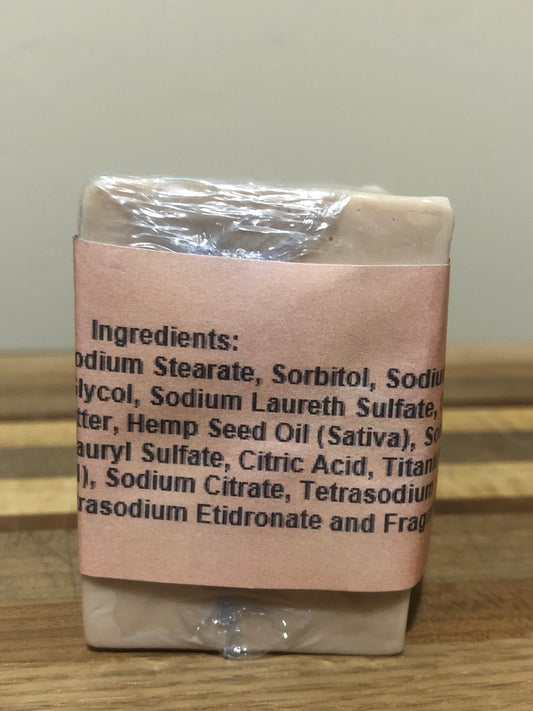 Ingredients:
odium Stearate, Sorbitol, Sodiu
lycol, Sodium Laureth Sulfate,
tter, Hemp Seed Oil (Sativa), So
auryl Sulfate, Citric Acid, Titani
), Sodium Citrate, Tetrasodium
rasodium Etidronate and Frag